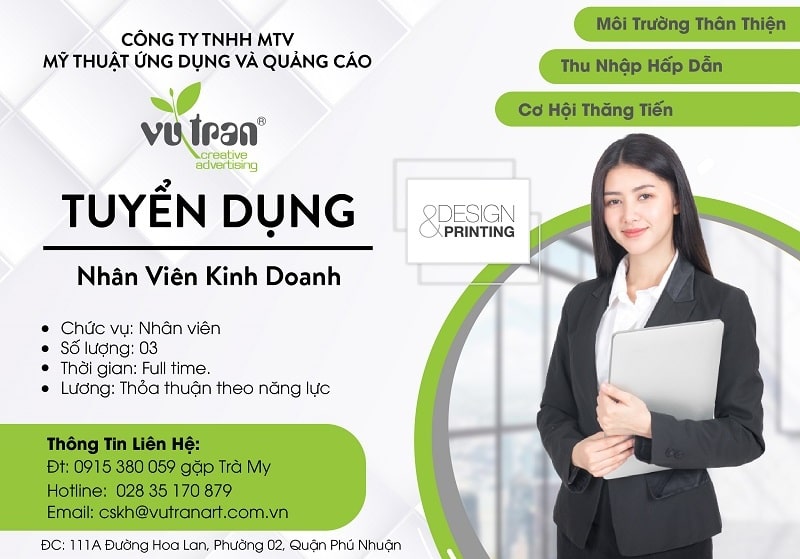 CÔNG TY TNHH MTV
MỸ THUẬT ỨNG DỤNG VÀ QUẢNG CÁO
vutran®
creative
advertising
TUYỂN DỤNG
Nhân Viên Kinh Doanh
Chức vụ: Nhân viên
Số lượng: 03
Thời gian: Full time.
Lương: Thỏa thuận theo năng lực
Thông Tin Liên Hệ:
Đt: 0915 380 059 gặp Trà My
Hotline: 028 35 170 879
Email: cskh@vutranart.com.vn
ĐC: 111A Đường Hoa Lan, Phường 02, Quận Phú Nhuận
Môi Trường Thân Thiện
Thu Nhập Hấp Dẫn
Cơ Hội Thăng Tiến
&DESIGN
PRINTING